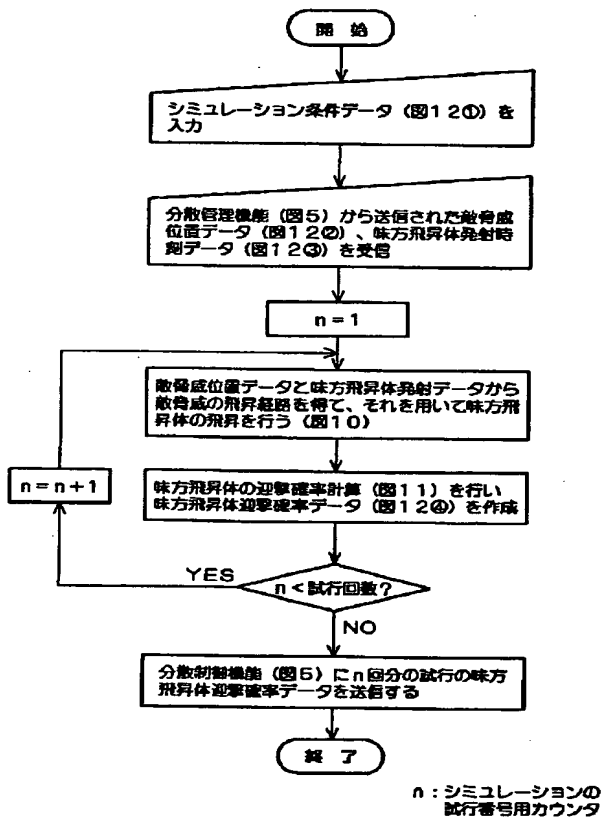 開 始
シミュレーション条件データ（図12①）を
入力
分散管理機能（図5）から送信された敵脅威
位置データ（図12②）、味方飛昇体発射時
刻データ（図12③）を受信
n＝1
敵脅威位置データと味方飛昇体発射データから
敵脅威の飛昇経路を得て、それを用いて味方飛
昇体の飛昇を行う（図10）
n＝n＋1
味方飛昇体の迎撃確率計算（図11）を行い
味方飛昇体迎撃確率データ（図12④）を作成
YES
n＜試行回数？
NO
分散制御機能（図5）にn回分の試行の味方
飛昇体迎撃確率データを送信する
終 了
n：シミュレーションの
試行番号用カウンタ